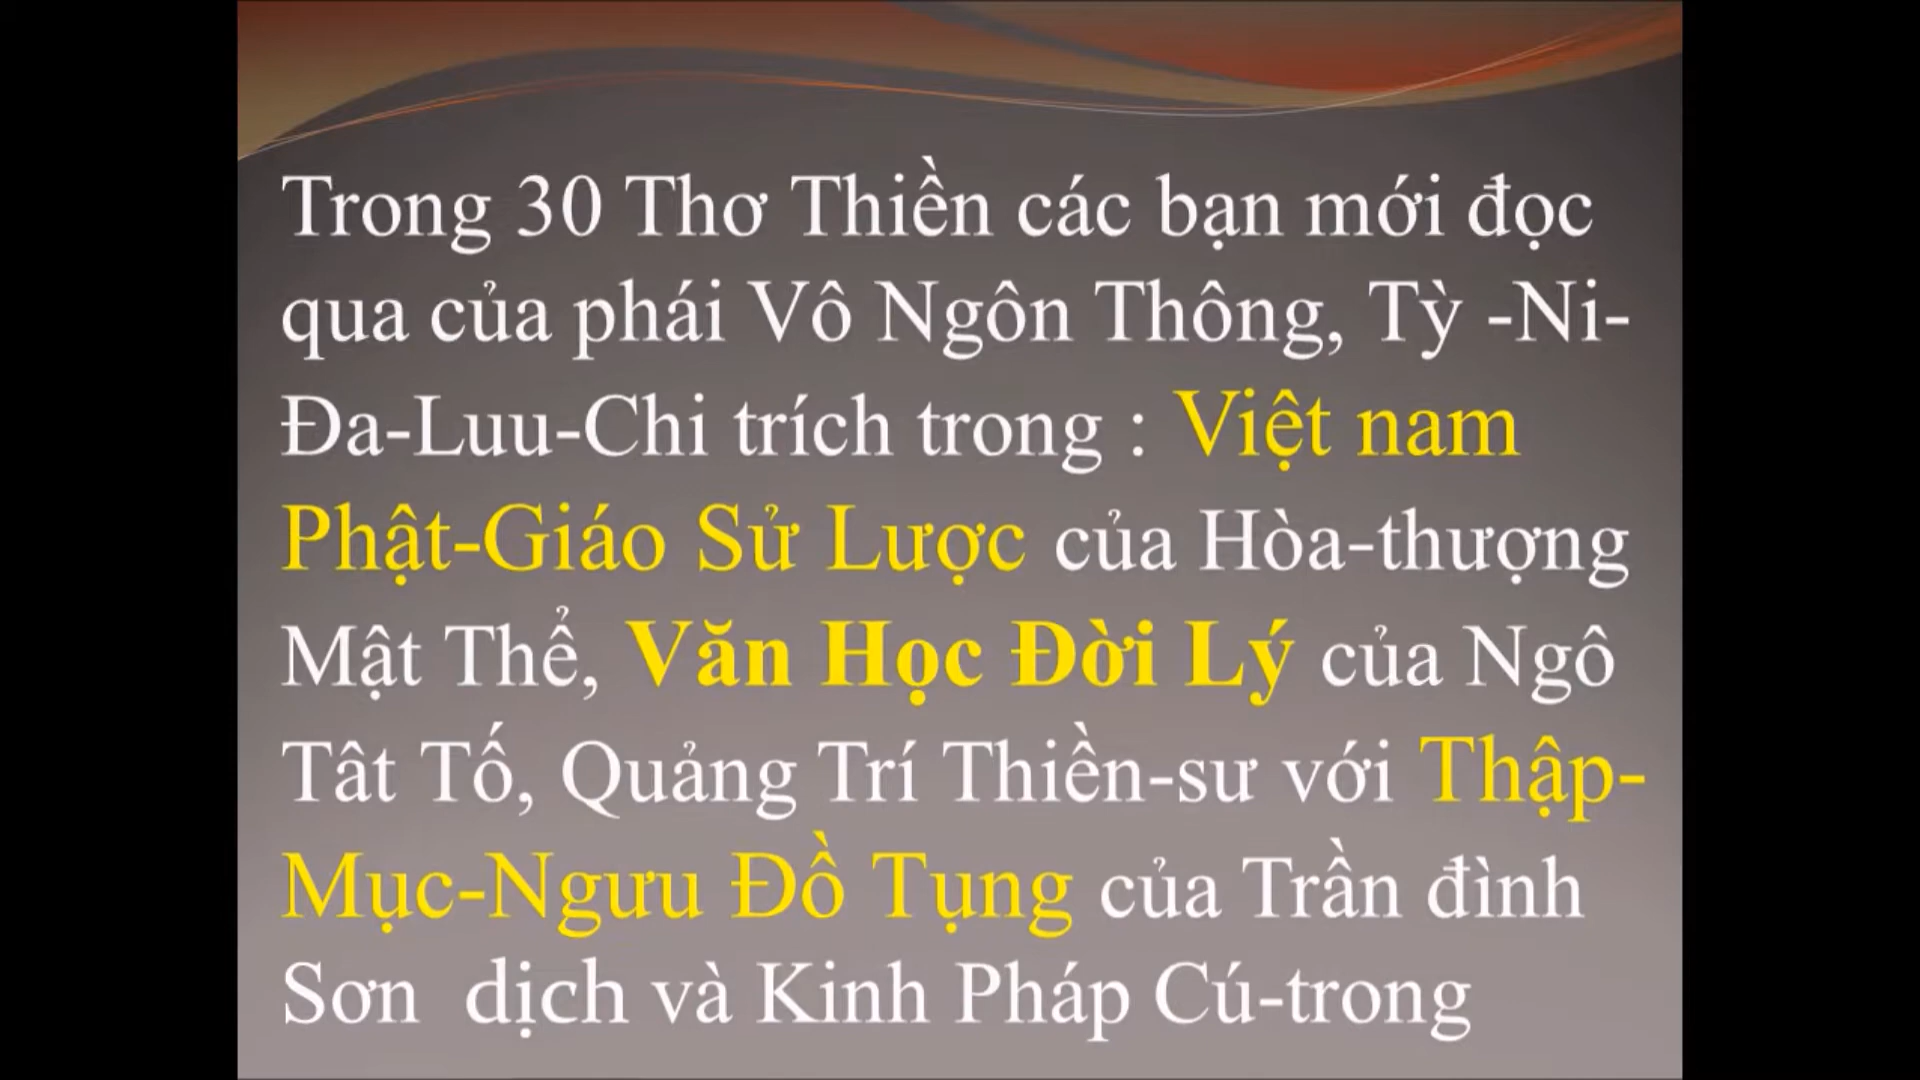 Trong 30 Thơ Thiền các bạn mới đọc
qua của phái Vô Ngôn Thông, Tỳ -Ni-
Đa-Luu-Chi trích trong : Việt nam
Phật-Giáo Sử Lược của Hòa-thượng
Mật Thể, Văn Học Đời Lý của Ngô
Tât Tố, Quảng Trí Thiền-sư với Thập-
Mục-Ngưu Đồ Tụng của Trần đình
Sơn  dịch và Kinh Pháp Cú-trong